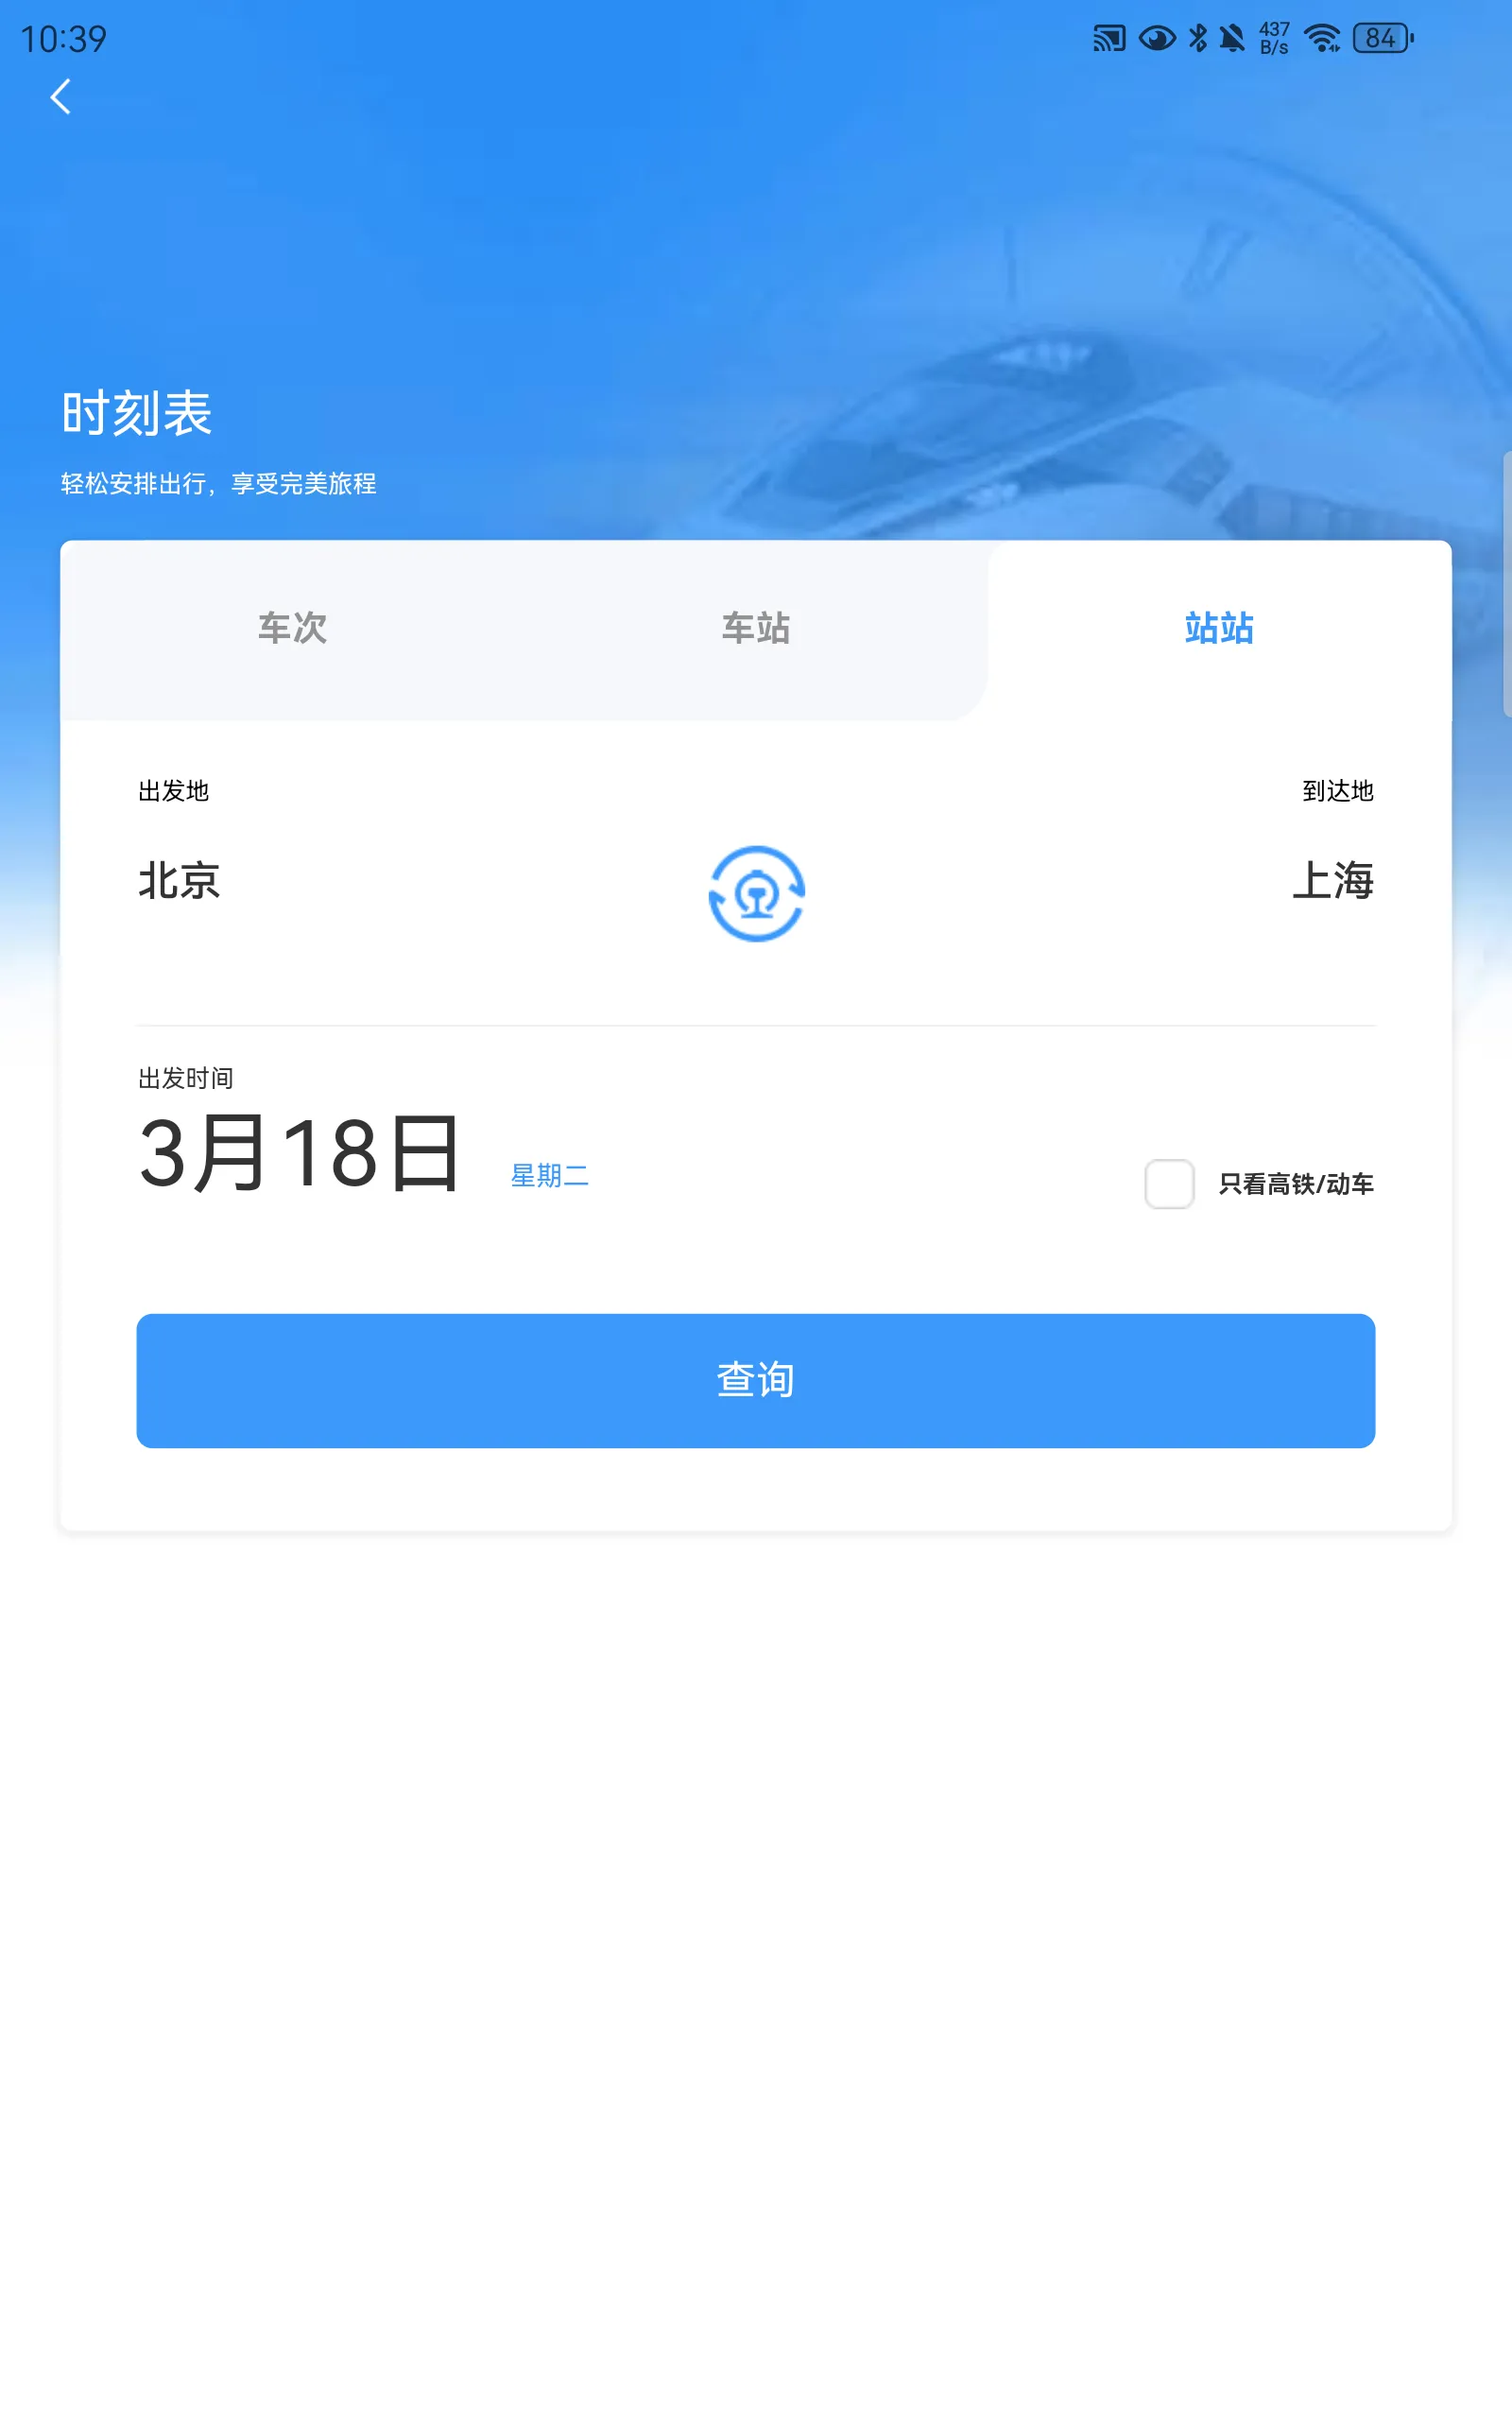 10:39
437
B/s
84
时刻表
轻松安排出行，享受完美旅程
车次 车站 站站
出发地 到达地
北京 上海
出发时间
3月18日 星期二 只看高铁/动车
查询